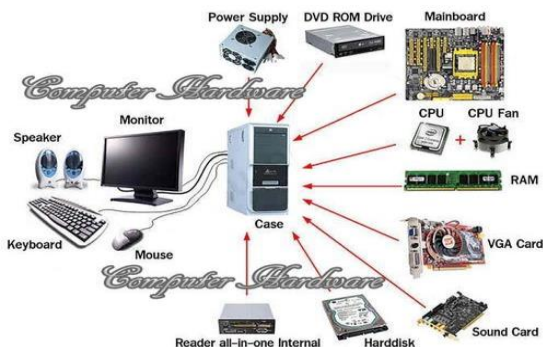 Power Supply
DVD ROM Drive
Mainboard
Computer Hardware
CPU
CPU Fan
+
Speaker
Monitor
RAM
Case
Keyboard
Mouse
VGA Card
Computer Hardware
Reader all-in-one Internal
Harddisk
Sound Card